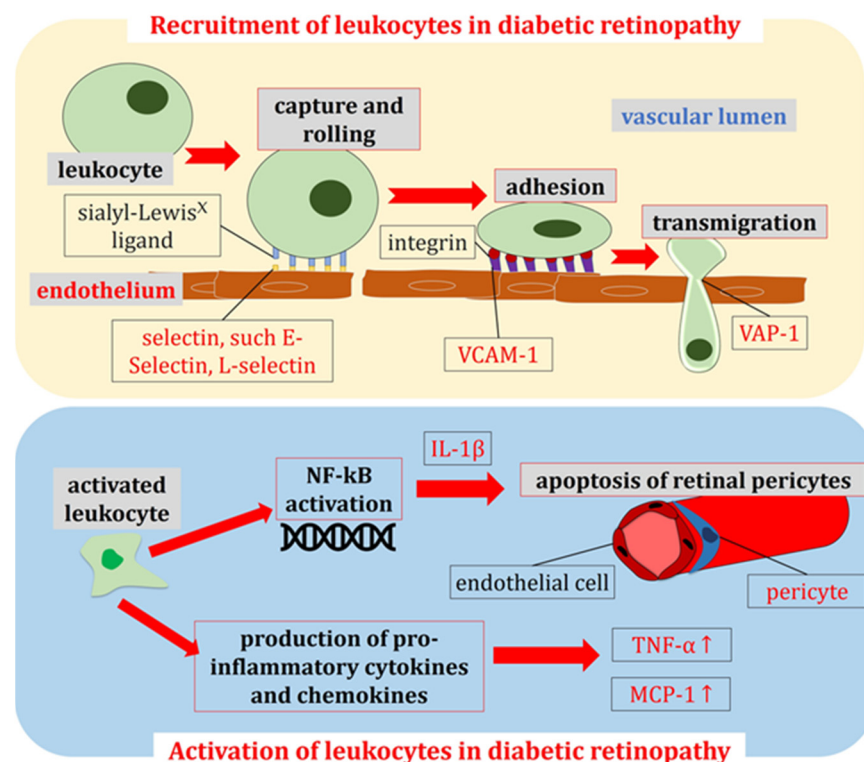 Recruitment of leukocytes in diabetic retinopathy
leukocyte
capture and
rolling
vascular lumen
adhesion
transmigration
sialyl-Lewisˣ
ligand
integrin
endothelium
selectin, such E-
Selectin, L-selectin
VCAM-1
VAP-1
activated
leukocyte
NF-kB
activation
IL-1β
apoptosis of retinal pericytes
endothelial cell
pericyte
production of pro-
inflammatory cytokines
and chemokines
TNF-α↑
MCP-1↑
Activation of leukocytes in diabetic retinopathy